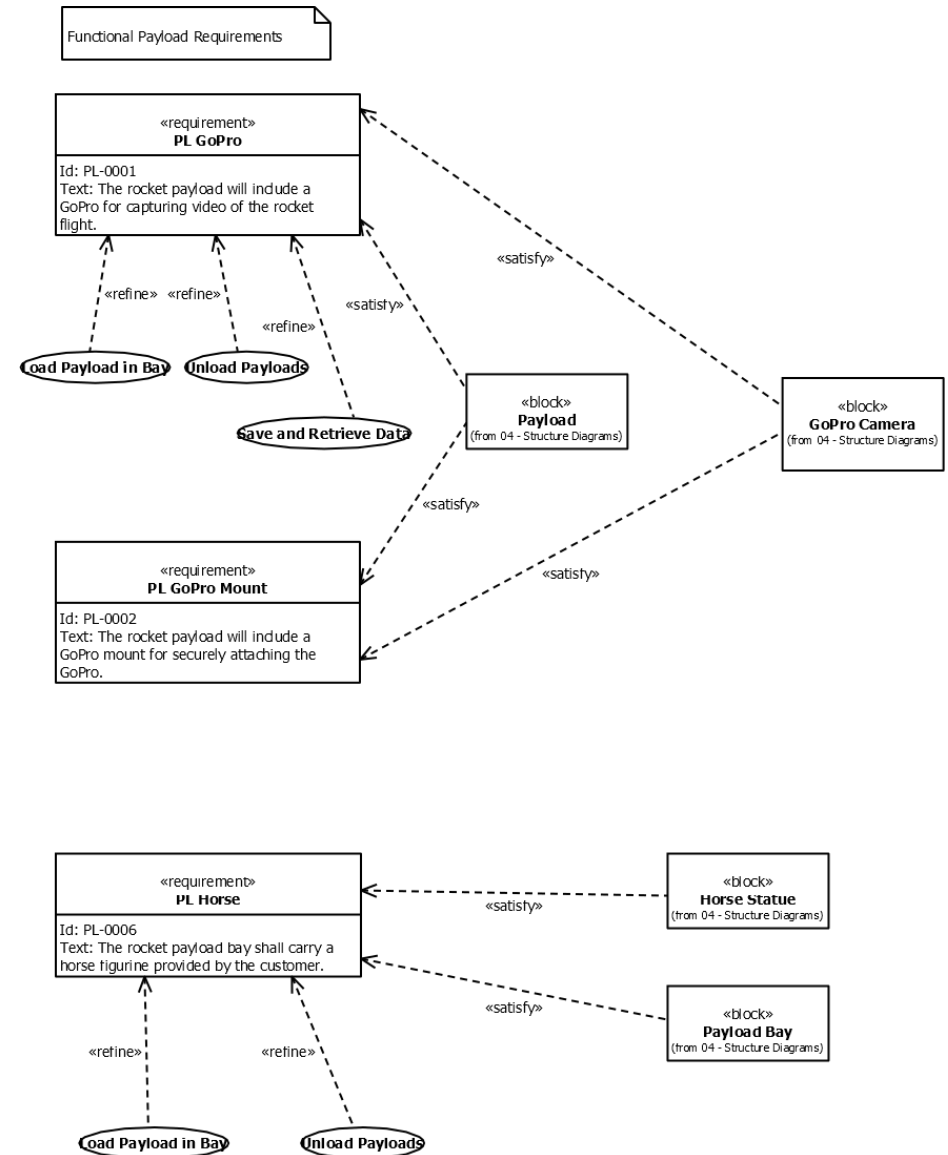 Functional Payload Requirements
«requirement»
PL GoPro
Id: PL-0001
Text: The rocket payload will include a
GoPro for capturing video of the rocket
flight.
«satisfy»
«refine» «refine»
«satisfy»
«refine»
Load Payload in Bay
Unload Payloads
Save and Retrieve Data
«block»
Payload
(from 04 - Structure Diagrams)
«block»
GoPro Camera
(from 04 - Structure Diagrams)
«satisfy»
«satisfy»
«requirement»
PL GoPro Mount
Id: PL-0002
Text: The rocket payload will include a
GoPro mount for securely attaching the
GoPro.
«requirement»
PL Horse
Id: PL-0006
Text: The rocket payload bay shall carry a
horse figurine provided by the customer.
«satisfy»
«block»
Horse Statue
(from 04 - Structure Diagrams)
«satisfy»
«block»
Payload Bay
(from 04 - Structure Diagrams)
«refine»
«refine»
Load Payload in Bay
Unload Payloads